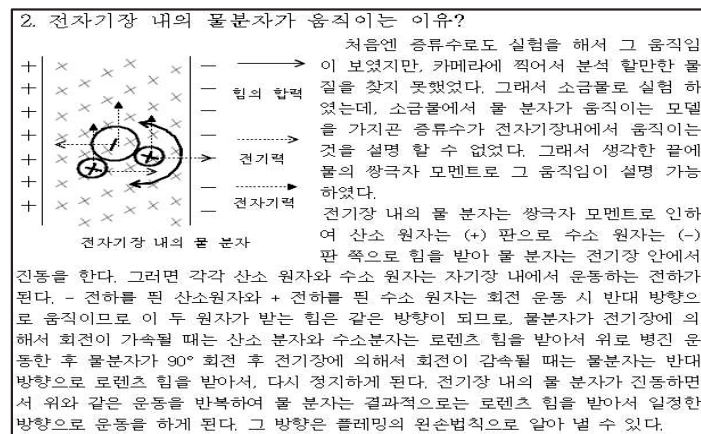 2. 전자기장 내의 물분자가 움직이는 이유?
처음엔 증류수로도 실험을 해서 그 움직임
이 보였지만, 카메라에 찍어서 분석 할만한 물
질을 찾지 못했었다. 그래서 소금물로 실험 하
였는데, 소금물에서 물 분자가 움직이는 모델
을 가지곤 증류수가 전자기장내에서 움직이는
것을 설명 할 수 없었다. 그래서 생각한 끝에
물의 쌍극자 모멘트로 그 움직임이 설명 가능
하였다.
힘의 합력
전기력
전자기력
전자기장 내의 물 분자
전기장 내의 물 분자는 쌍극자 모멘트로 인하
여 산소 원자는 (+) 판으로 수소 원자는 (-)
판 쪽으로 힘을 받아 물 분자는 전기장 안에서
진동을 한다. 그러면 각각 산소 원자와 수소 원자는 자기장 내에서 운동하는 전하가
된다. - 전하를 띈 산소원자와 + 전하를 띈 수소 원자는 회전 운동 시 반대 방향으
로 움직이므로 이 두 원자가 받는 힘은 같은 방향이 되므로, 물분자가 전기장에 의
해서 회전이 가속될 때는 산소 분자와 수소분자는 로렌츠 힘을 받아서 위로 병진 운
동한 후 물분자가 90° 회전 후 전기장에 의해서 회전이 감속될 때는 물분자는 반대
방향으로 로렌츠 힘을 받아서, 다시 정지하게 된다. 전기장 내의 물 분자가 진동하면
서 위와 같은 운동을 반복하여 물 분자는 결과적으로는 로렌츠 힘을 받아서 일정한
방향으로 운동을 하게 된다. 그 방향은 플레밍의 왼손법칙으로 알아 낼 수 있다.